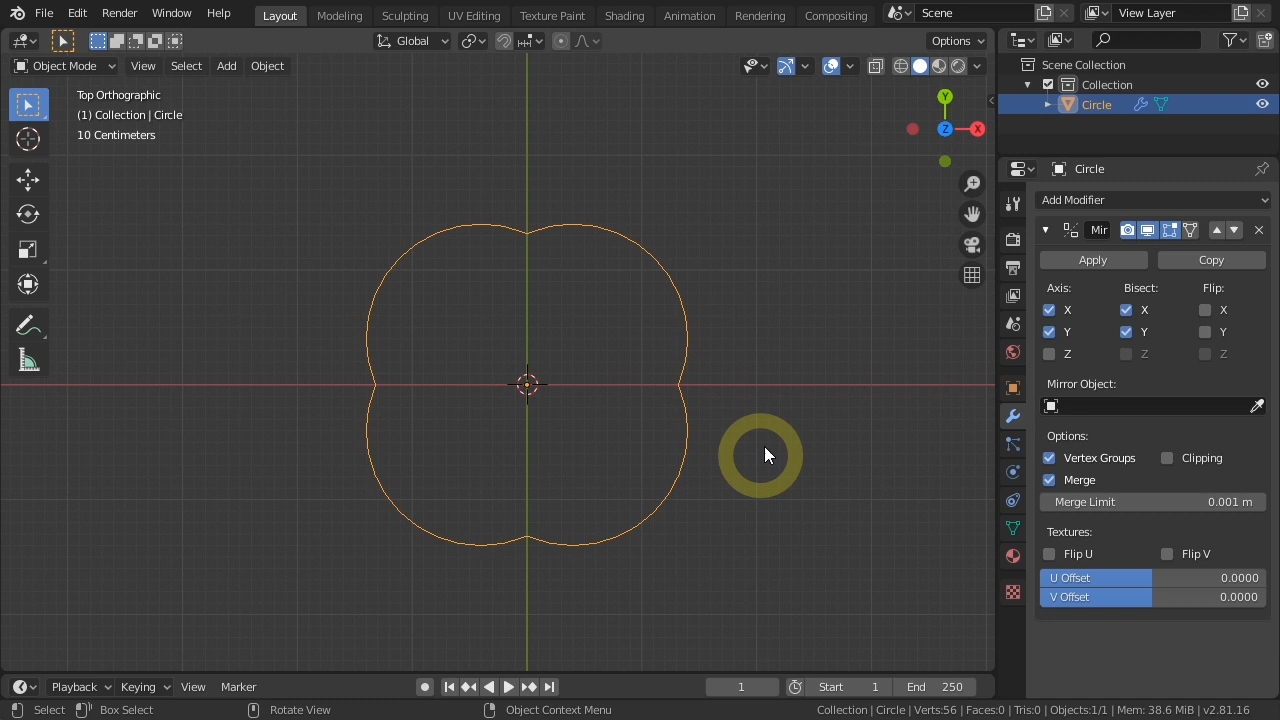 File Edit Render Window Help Layout Modeling Sculpting UV Editing Texture Paint Shading Animation Rendering Compositing Scene View Layer
Global Options
Object Mode View Select Add Object
Top Orthographic
(1) Collection | Circle
10 Centimeters
Y
Z X
Scene Collection
Collection
Circle
Circle
Add Modifier
Mir
Apply Copy
Axis: Bisect: Flip:
X X X
Y Y Y
Z Z Z
Mirror Object:
Options:
Vertex Groups Clipping
Merge
Merge Limit 0.001 m
Textures:
Flip U Flip V
U Offset 0.0000
V Offset 0.0000
Playback Keying View Marker 1 Start 1 End 250
Select Box Select Rotate View Object Context Menu Collection | Circle | Verts:56 | Faces:0 | Tris:0 | Objects:1/1 | Mem: 38.6 MiB | v2.81.16